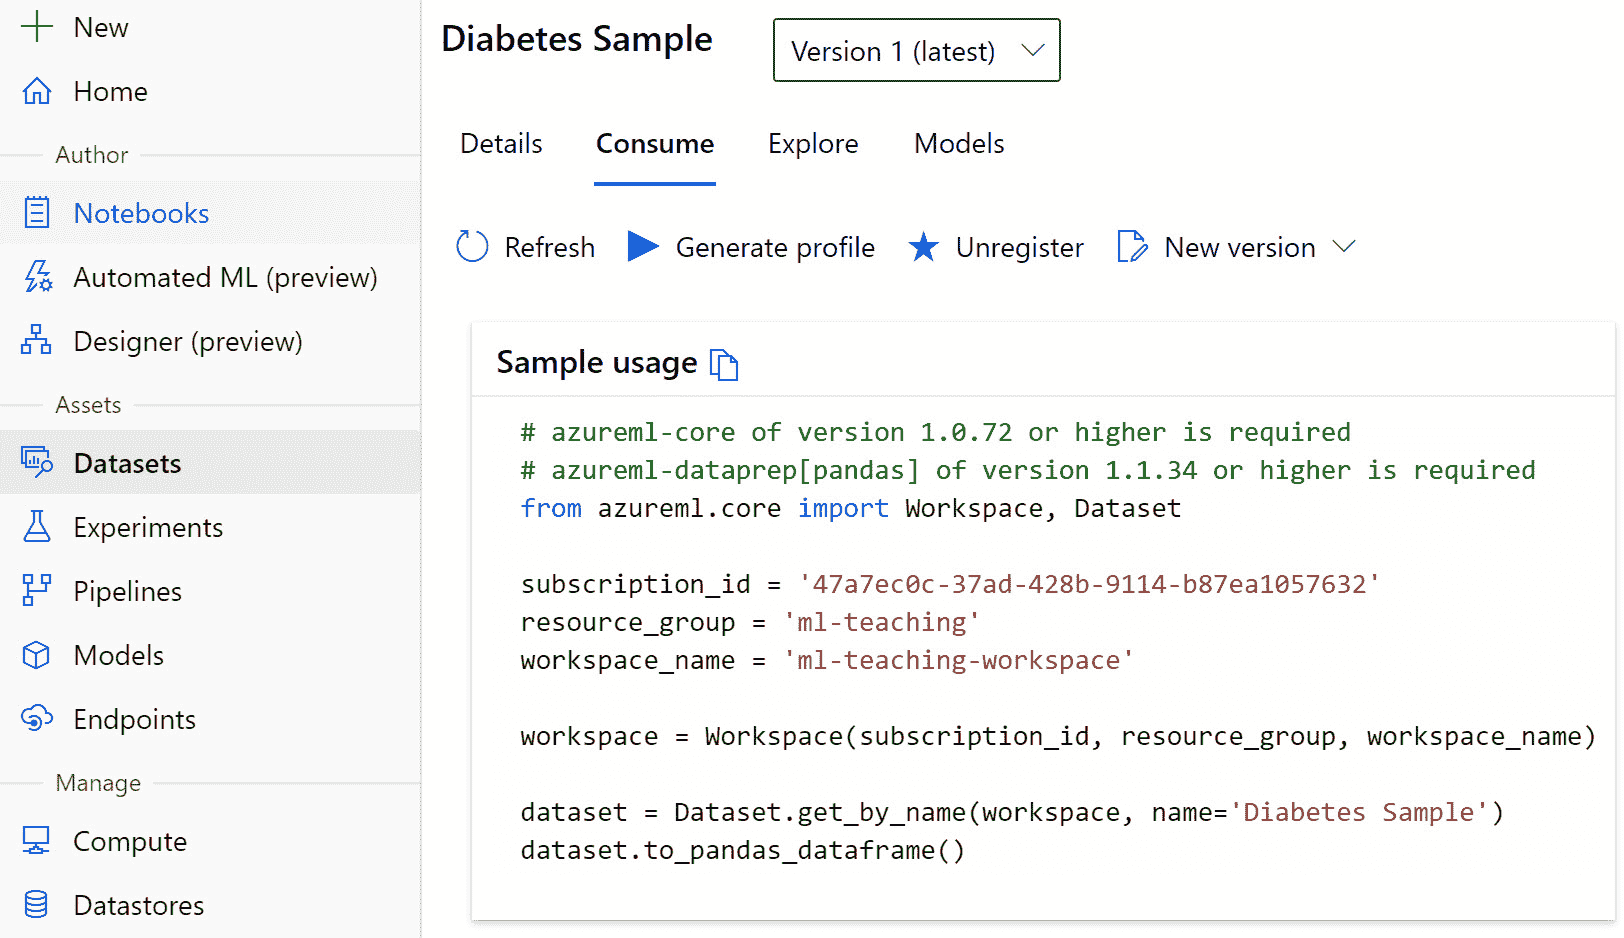 New
Home
Author
Notebooks
Automated ML (preview)
Designer (preview)
Assets
Datasets
Experiments
Pipelines
Models
Endpoints
Manage
Compute
Datastores
Diabetes Sample
Version 1 (latest)
Details Consume Explore Models
Refresh Generate profile Unregister New version
Sample usage
# azureml-core of version 1.0.72 or higher is required
# azureml-dataprep[pandas] of version 1.1.34 or higher is required
from azureml.core import Workspace, Dataset
subscription_id = '47a7ec0c-37ad-428b-9114-b87ea1057632'
resource_group = 'ml-teaching'
workspace_name = 'ml-teaching-workspace'
workspace = Workspace(subscription_id, resource_group, workspace_name)
dataset = Dataset.get_by_name(workspace, name='Diabetes Sample')
dataset.to_pandas_dataframe()